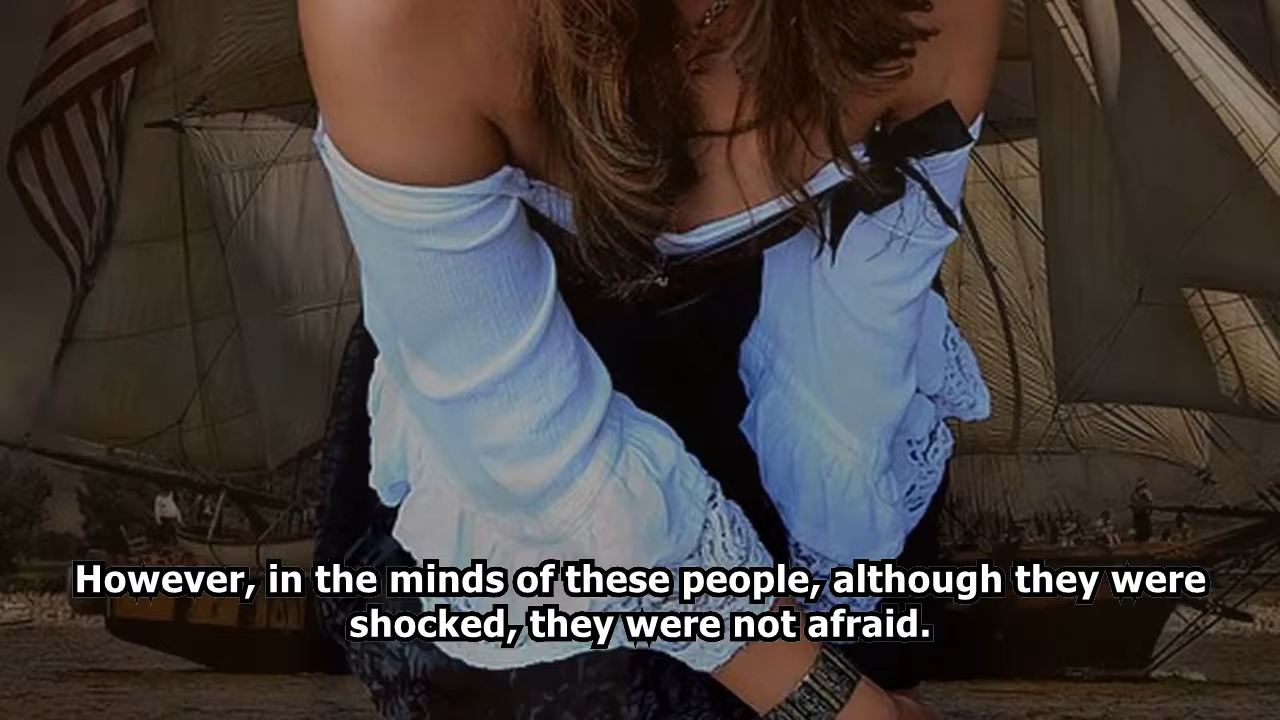 However, in the minds of these people, although they were
shocked, they were not afraid.